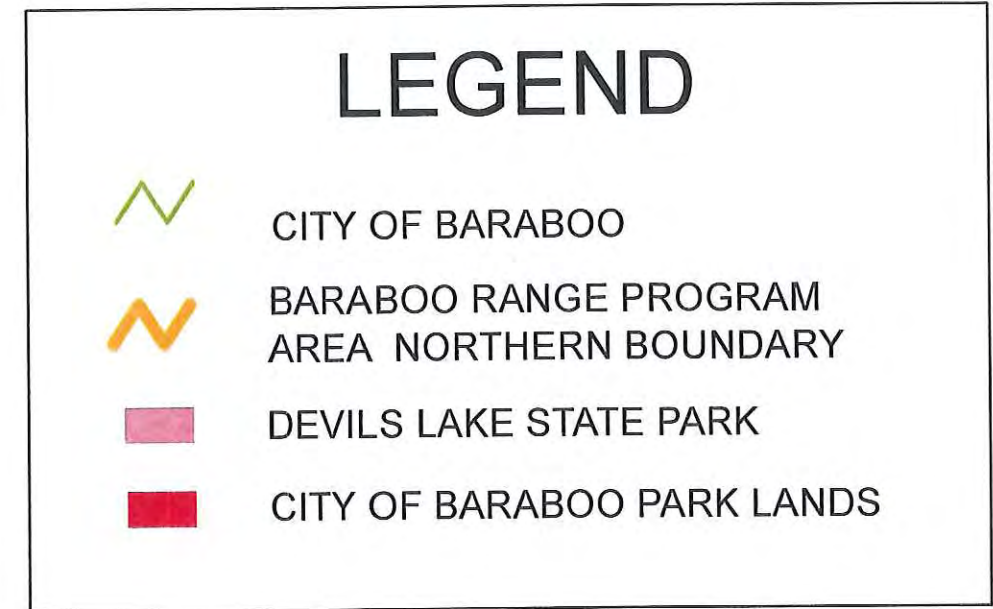 LEGEND
CITY OF BARABOO
BARABOO RANGE PROGRAM
AREA NORTHERN BOUNDARY
DEVILS LAKE STATE PARK
CITY OF BARABOO PARK LANDS